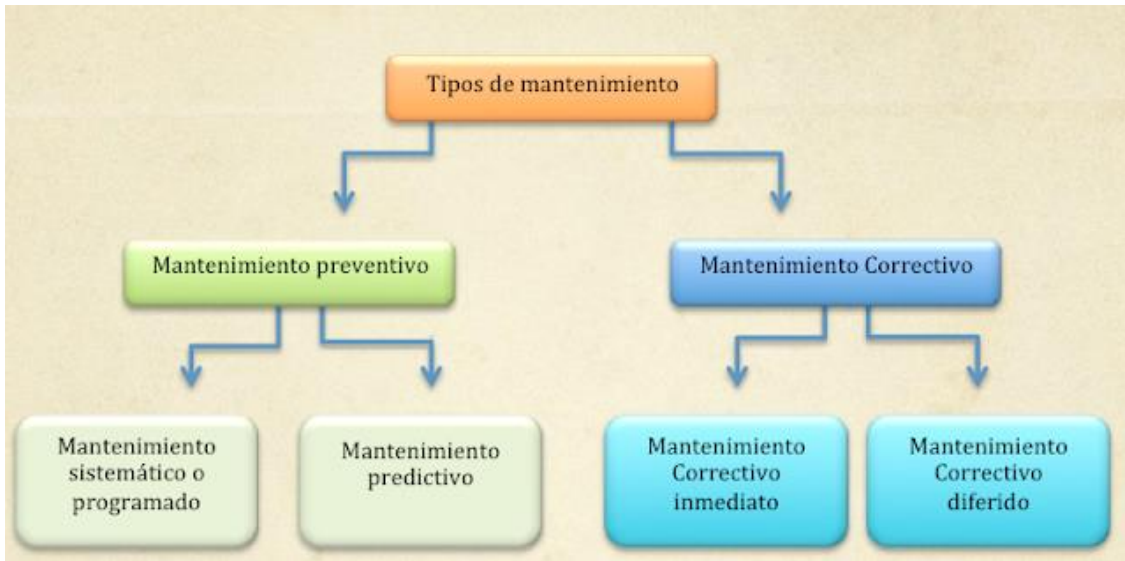 Tipos de mantenimiento
Mantenimiento preventivo
Mantenimiento Correctivo
Mantenimiento
sistemático o
programado
Mantenimiento
predictivo
Mantenimiento
Correctivo
inmediato
Mantenimiento
Correctivo
diferido